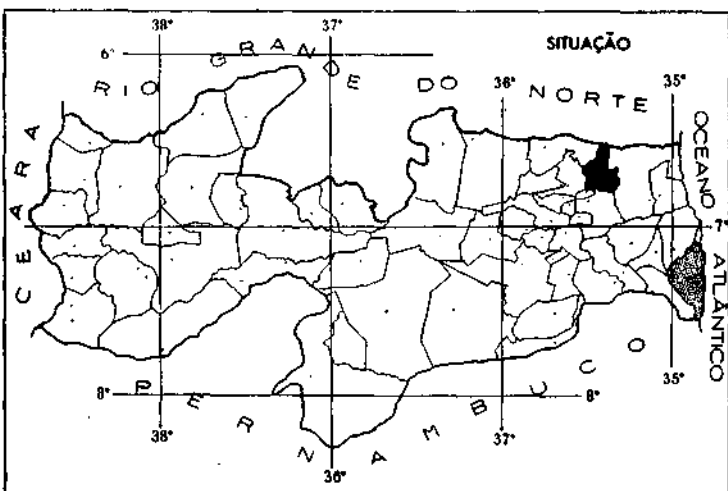 SITUAÇÃO
38° 37°
6°
RIO GRANDE DO NORTE
36° 35°
CEARA
OCEANO ATLÂNTICO
7°
8° PERNAMBUCO 8°
35°
38° 37°
36°